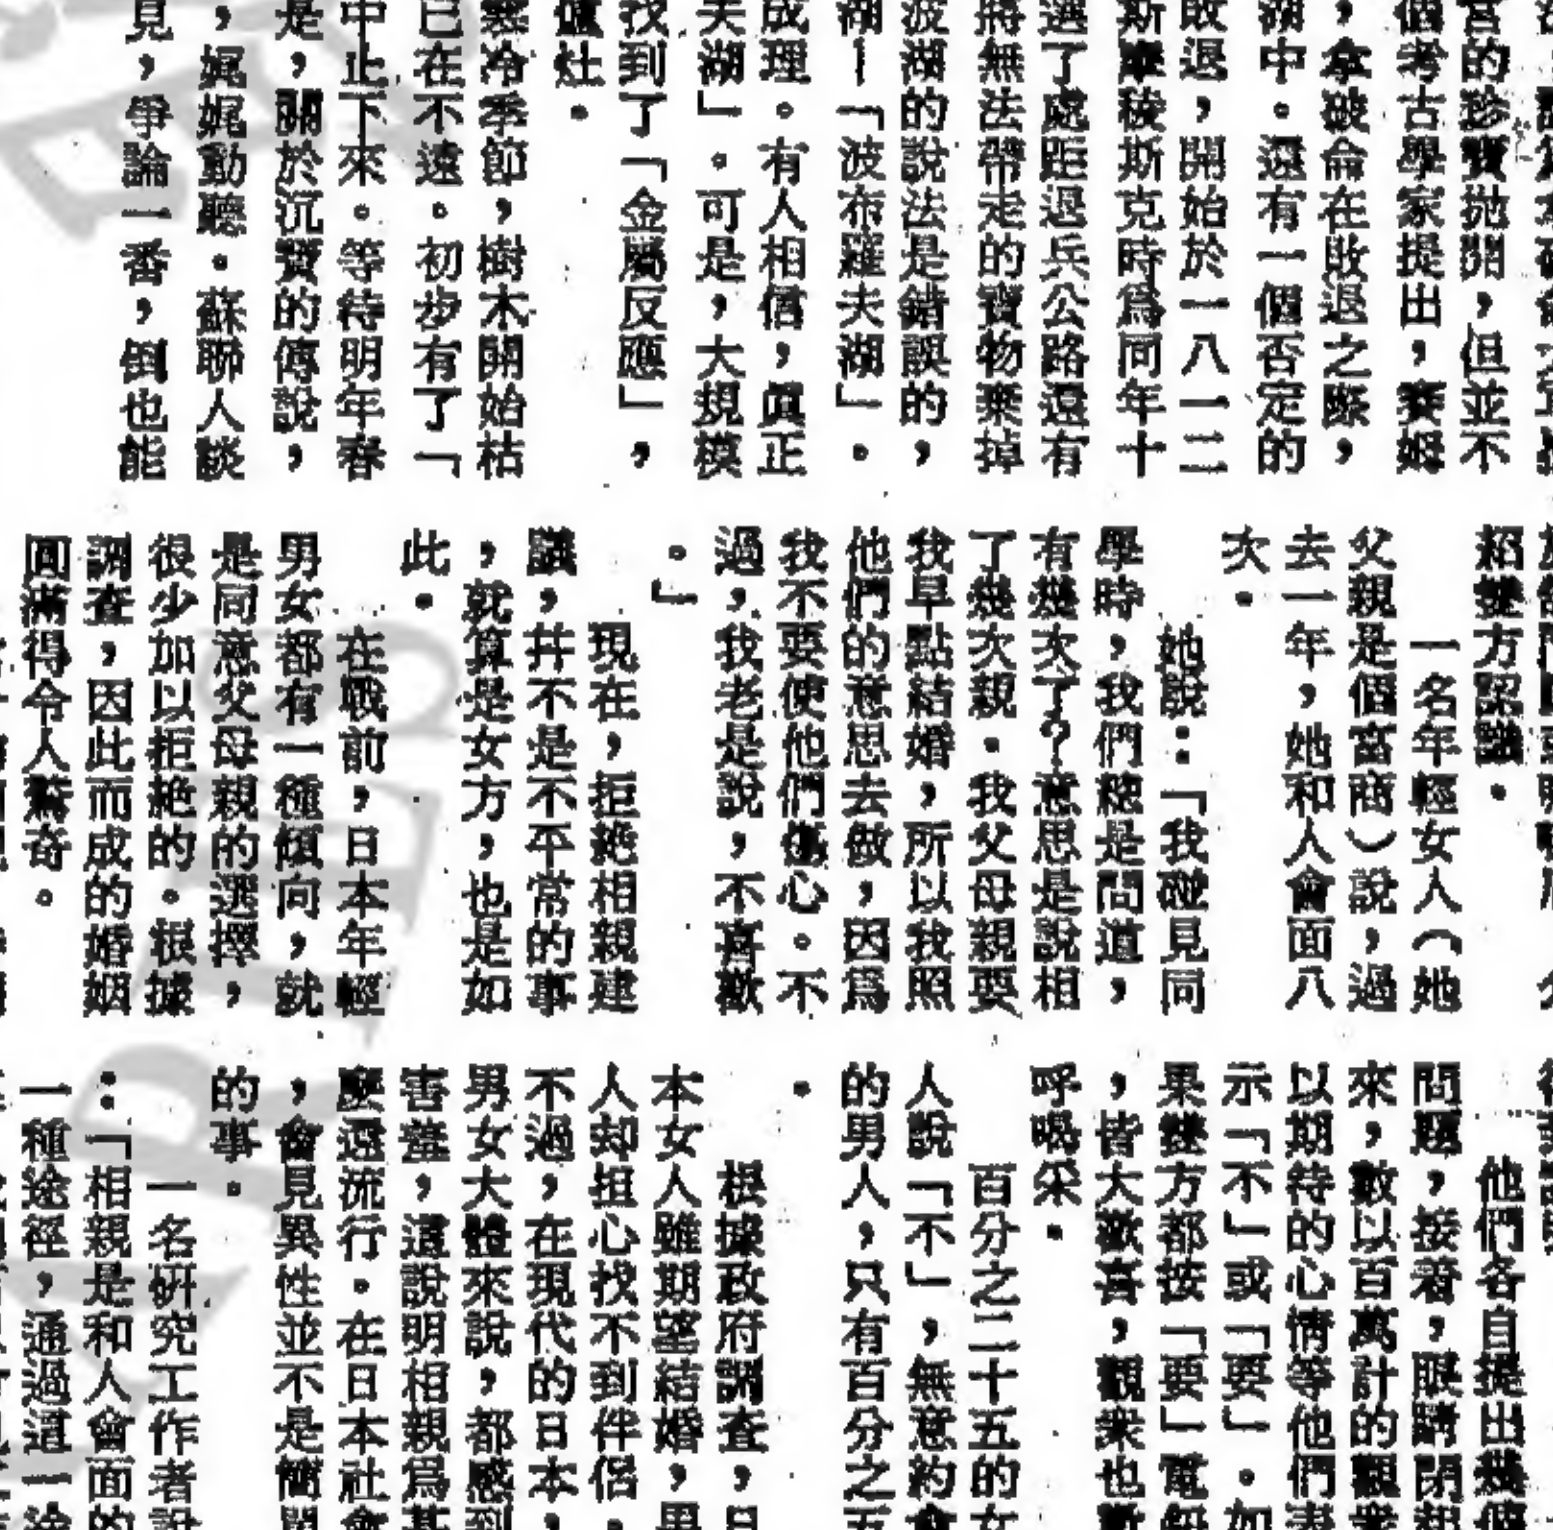 宮的珍寶拋開，但並不
個考古學家提出，賽姆
，拿破侖在敗退之際，
湖中。還有一個否定的
敗退，開始於一八一二
斯摩稜斯克時爲同年十
選了處距退兵公路還有
將無法帶走的寶物棄掉
波湖的說法是錯誤的，
湖—「波布羅夫湖」。
成理。有人相信，眞正
夫湖」。可是，大規模
找到了「金屬反應」，
爐灶。
寒冷季節，樹木開始枯
已在不遠。初步有了「
中止下來。等待明年春
是，關於沉寶的傳說，
，娓娓動聽。蘇聯人談
見，爭論一番，倒也能
紹雙方認識。
一名年輕女人（她
父親是個富商）說，過
去一年，她和人會面八
次。
她說：「我碰見同
學時，我們總是問道，
有幾次了？意思是說相
了幾次親。我父母親要
我早點結婚，所以我照
他們的意思去做，因爲
我不要使他們傷心。不
過，我老是說，不喜歡
。」
現在，拒絶相親建
議，并不是不平常的事
，就算是女方，也是如
此。
在戰前，日本年輕
男女都有一種傾向，就
是同意父母親的選擇，
很少加以拒絶的。根據
調查，因此而成的婚姻
圓滿得令人驚奇。
他們各自提出幾個
問題，接着，眼睛閉起
來，數以百萬計的觀衆
以期待的心情等他們表
示「不」或「要」。如
果雙方都按「要」電鈕
，皆大歡喜，觀衆也歡
呼喝采。
百分之二十五的女
人說「不」，無意約會
的男人，只有百分之五
。
根據政府調查，日
本女人雖期望結婚，男
人却担心找不到伴侶。
不過，在現代的日本，
男女大體來說，都感到
害羞，這說明相親爲甚
麼還流行。在日本社會
，會見異性並不是簡單
的事。
一名硏究工作者說
：「相親是和人會面的
一種途徑，通過這一途